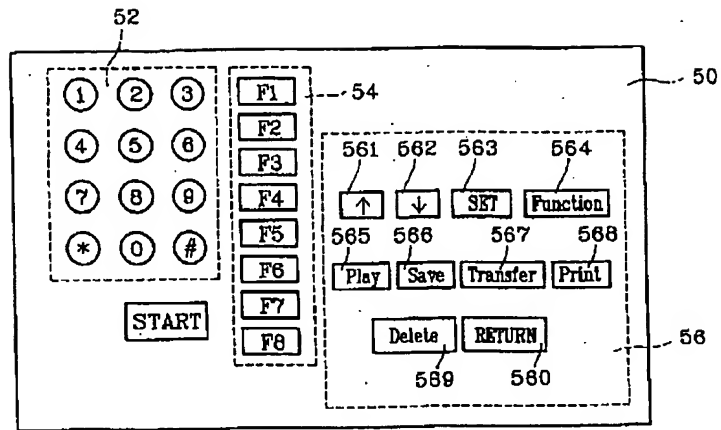 52
50
1 2 3
F1
54
4 5 6
F2
7 8 9
F3
* 0 #
F4
F5
F6
F7
F8
START
561 562 563 564
↑ ↓ SET Function
565 566 567 568
Play Save Transfer Print
Delete RETURN
569 560
56